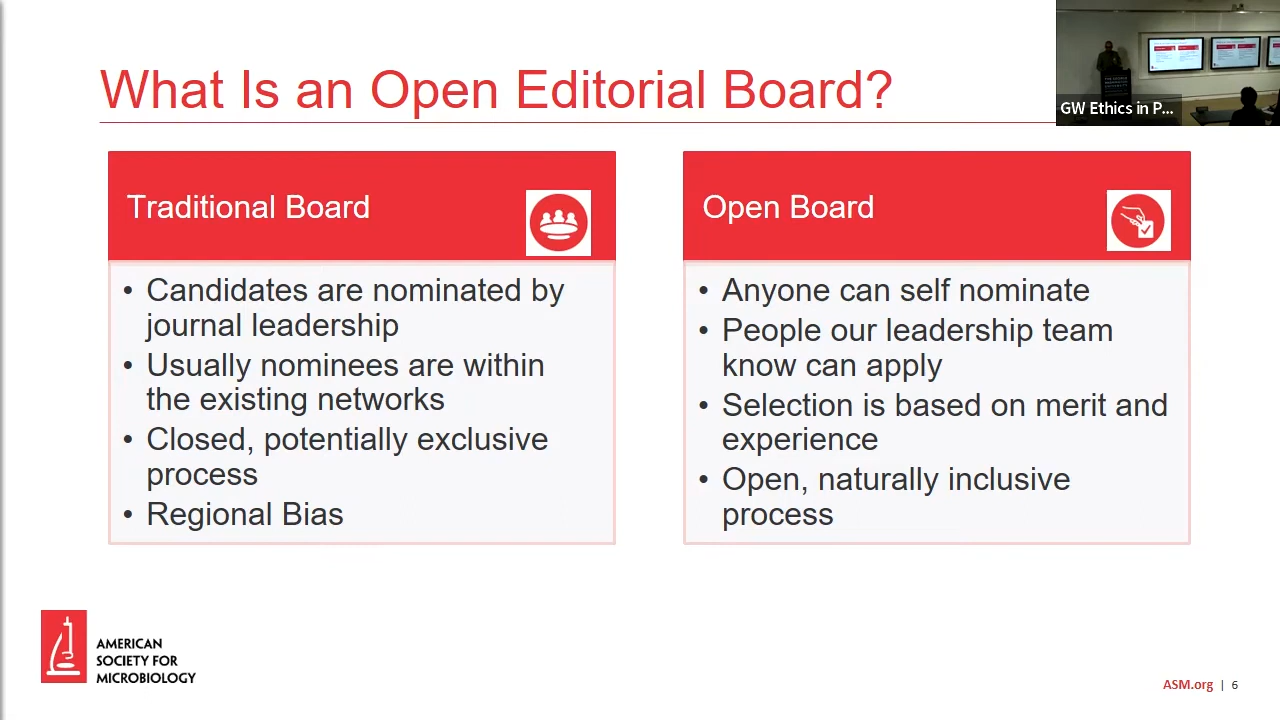 What Is an Open Editorial Board?
GW Ethics in P...
Traditional Board
• Candidates are nominated by
journal leadership
• Usually nominees are within
the existing networks
• Closed, potentially exclusive
process
• Regional Bias
Open Board
• Anyone can self nominate
• People our leadership team
know can apply
• Selection is based on merit and
experience
• Open, naturally inclusive
process
AMERICAN
SOCIETY FOR
MICROBIOLOGY
ASM.org | 6